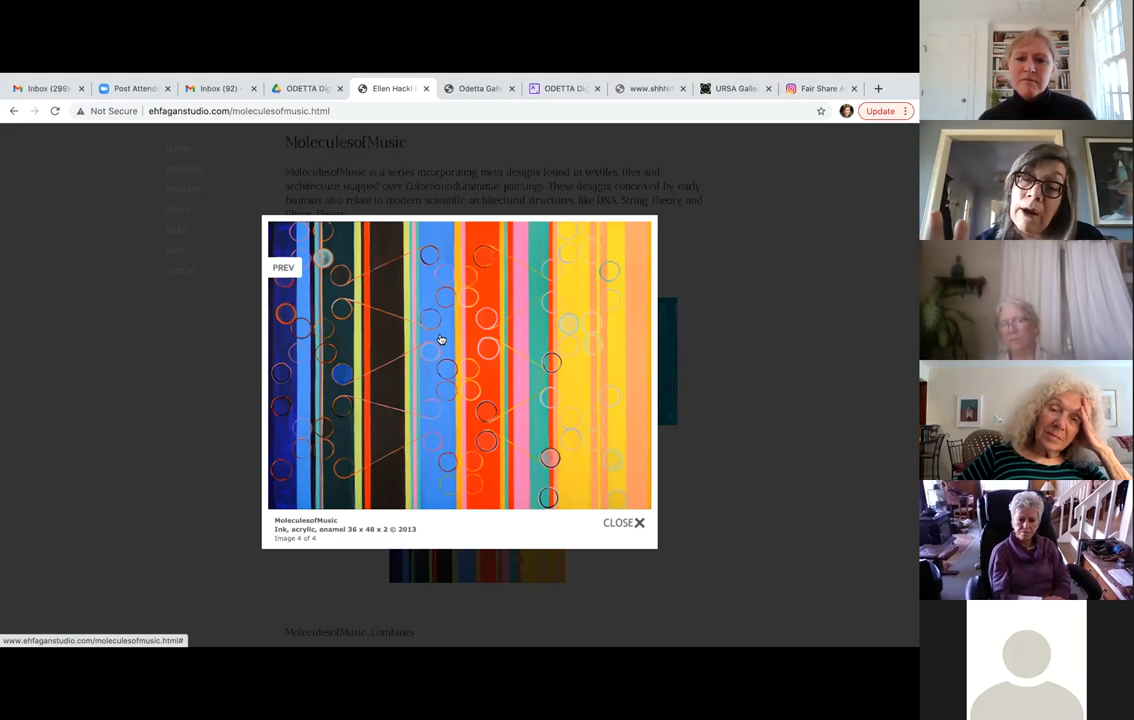 Inbox (299)
Post Attend
Inbox (92) -
ODETTA Dig
Ellen Hackl
Odetta Gall
ODETTA Dig
www.shhhin
URSA Galle
Fair Share A
Not Secure
ehfaganstudio.com/moleculesofmusic.html
Update
home
MoleculesofMusic
MoleculesofMusic is a series incorporating meta designs found in textiles, tiles and
architecture mapped over ColorSoundGrammar paintings. These designs conceived by early
humans also relate to modern scientific architectural structures like DNA, String Theory and
PREV
MoleculesofMusic
Ink, acrylic, enamel 36 x 48 x 2 © 2013
Image 4 of 4
CLOSE
MoleculesofMusic:Combines
www.ehfaganstudio.com/moleculesofmusic.html#